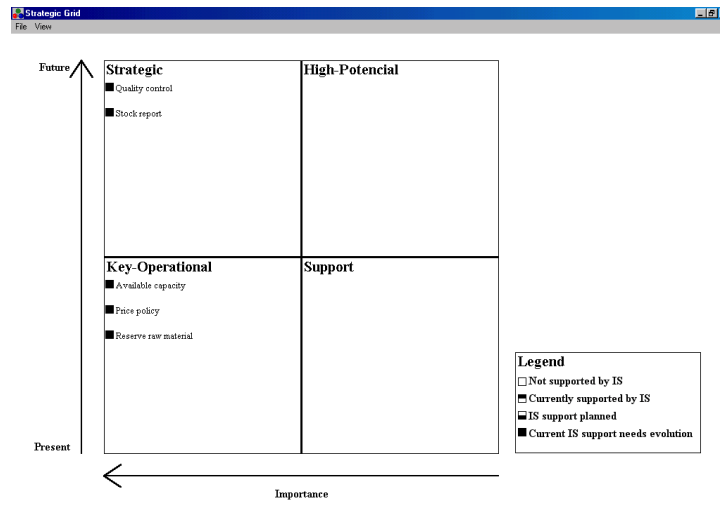 Strategic Grid
File View
Future
Strategic
Quality control
Stock report
High-Potencial
Key-Operational
Available capacity
Price policy
Reserve raw material
Support
Legend
Not supported by IS
Currently supported by IS
IS support planned
Current IS support needs evolution
Present
Importance